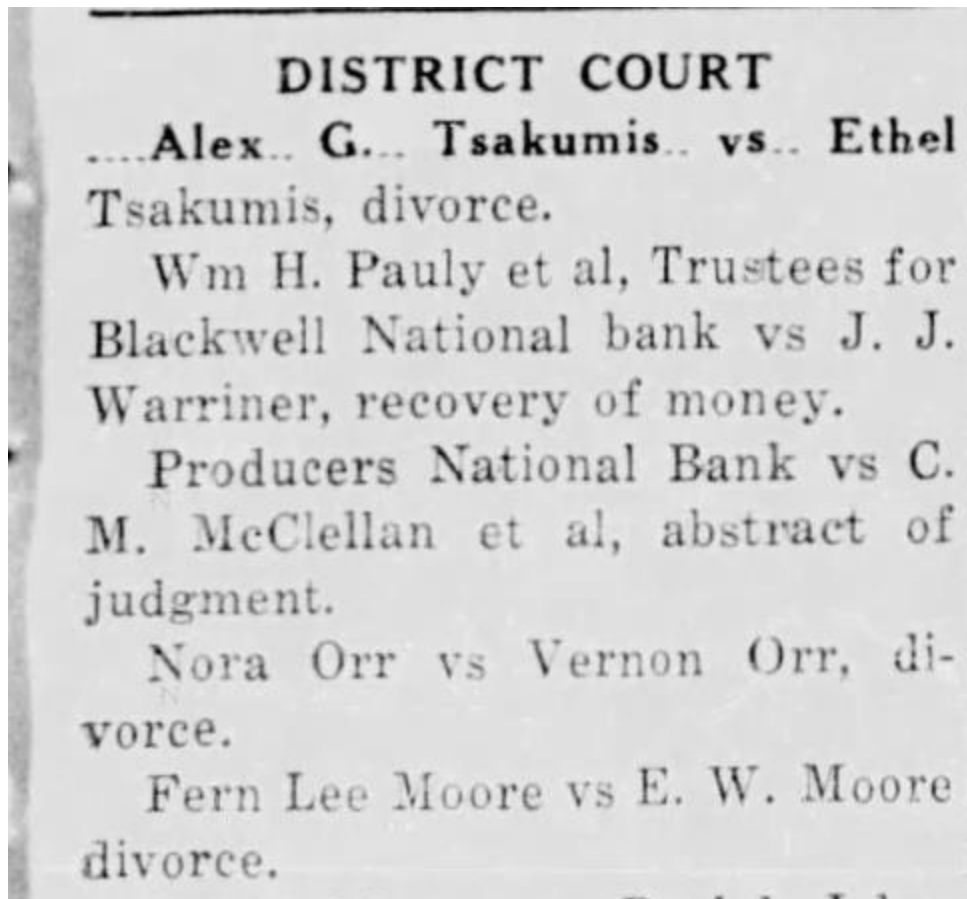 DISTRICT COURT
....Alex.. G... Tsakumis.. vs.. Ethel
Tsakumis, divorce.
Wm H. Pauly et al, Trustees for
Blackwell National bank vs J. J.
Warriner, recovery of money.
Producers National Bank vs C.
M. McClellan et al, abstract of
judgment.
Nora Orr vs Vernon Orr, di-
vorce.
Fern Lee Moore vs E. W. Moore
divorce.